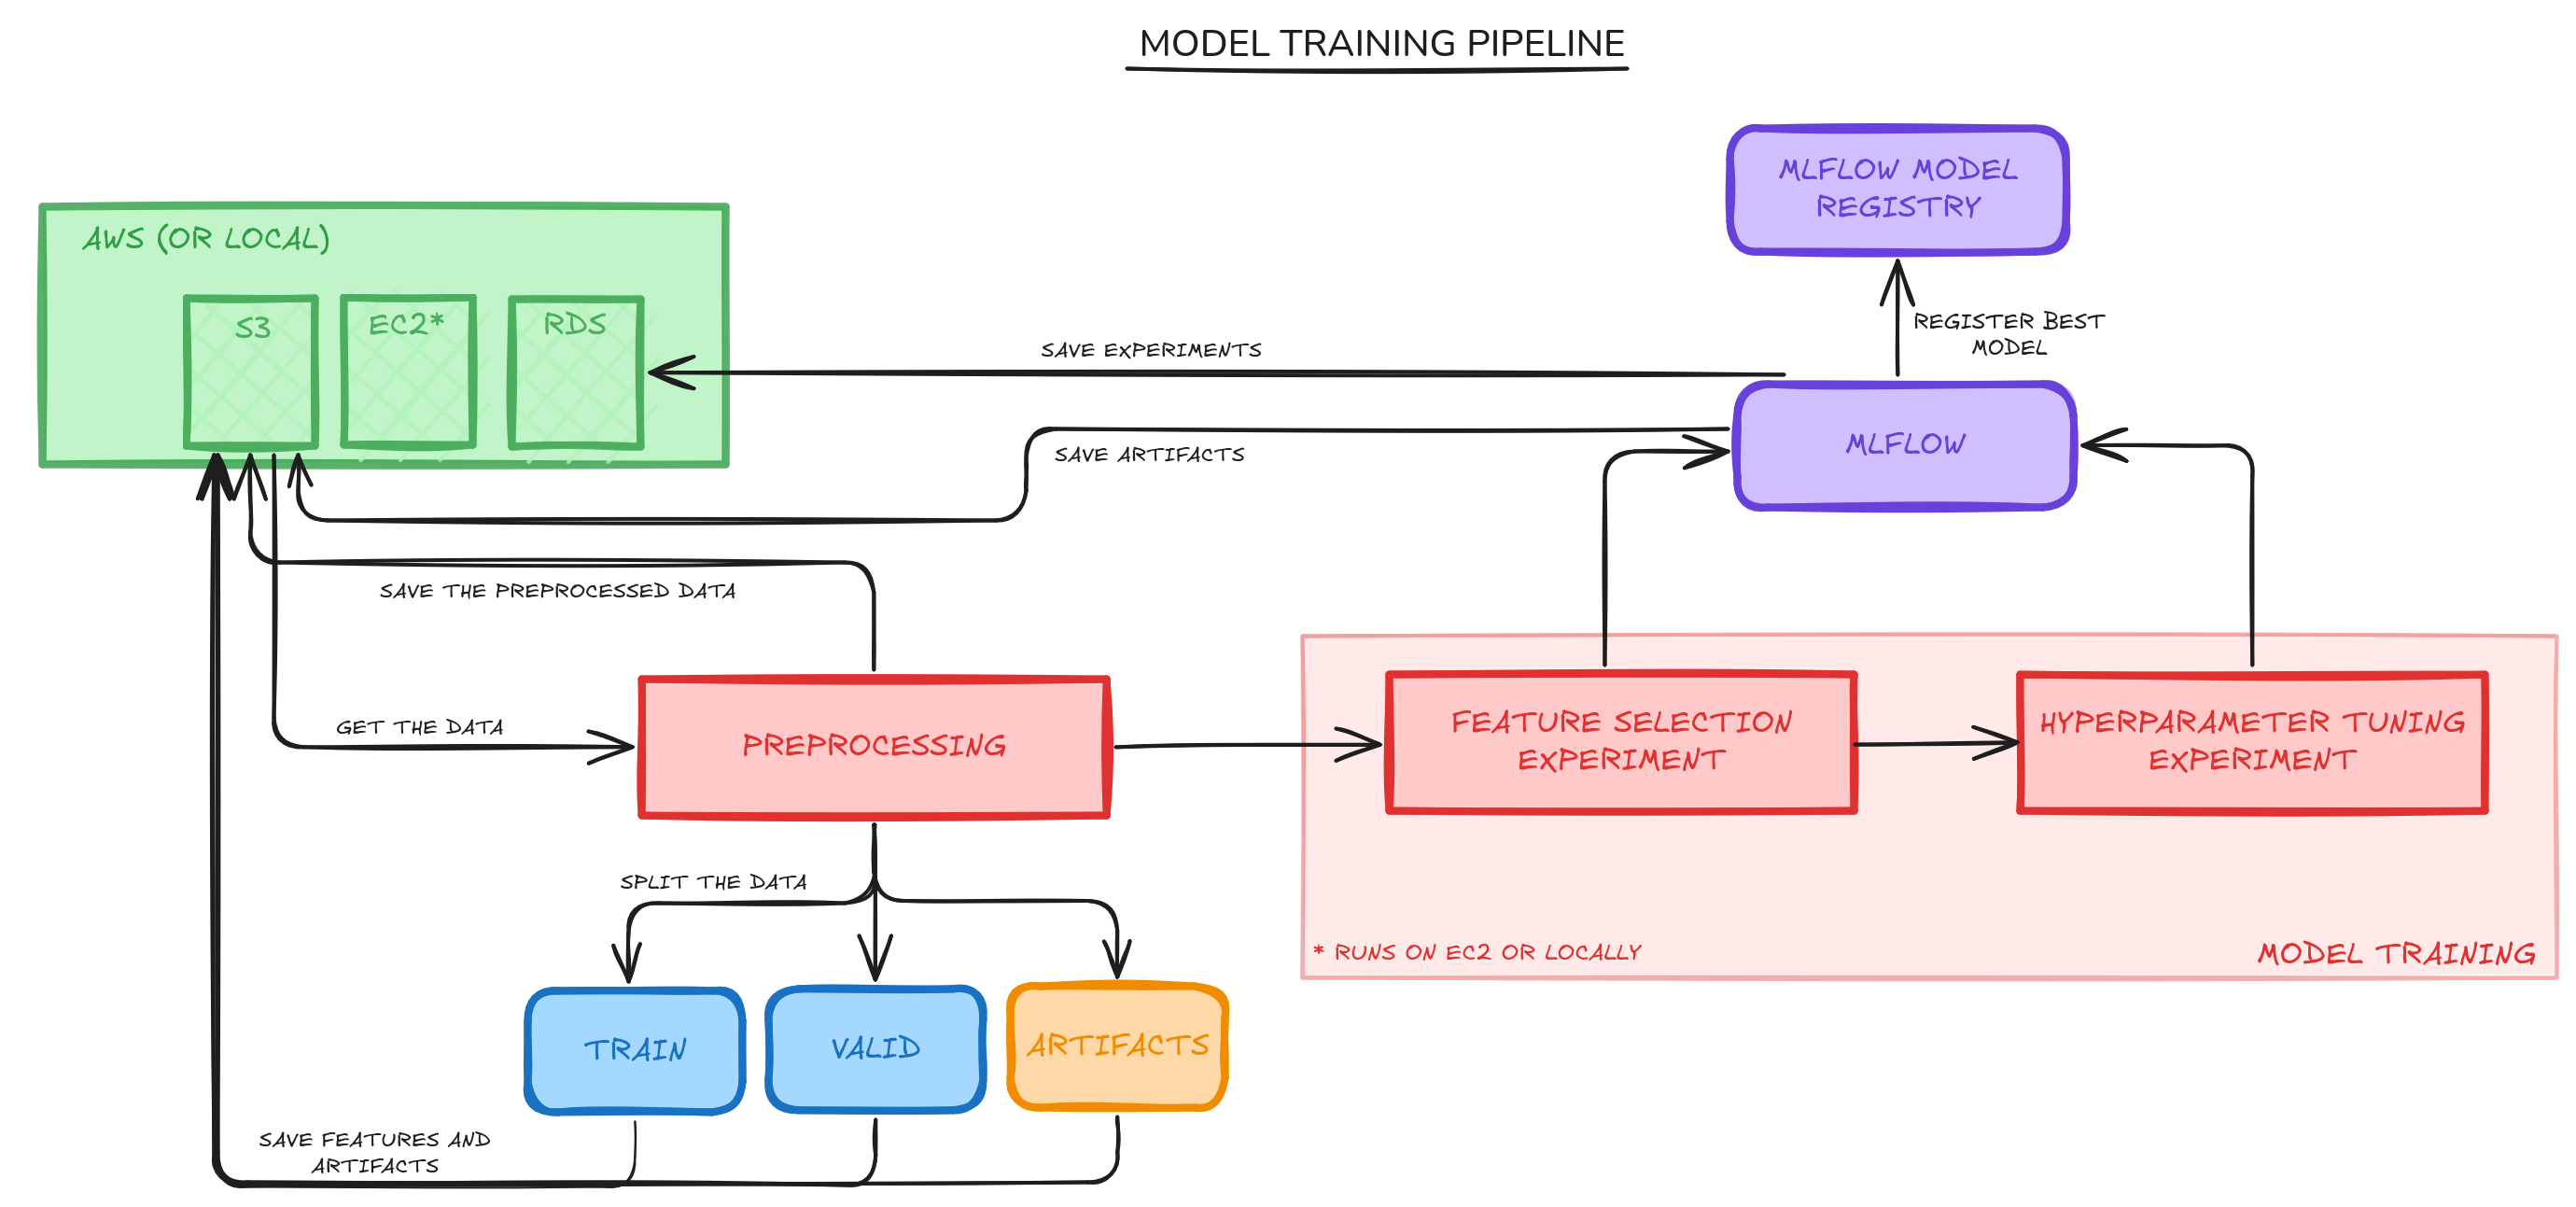 MODEL TRAINING PIPELINE
MLFLOW MODEL
REGISTRY
AWS (OR LOCAL)
S3
EC2*
RDS
REGISTER BEST
MODEL
SAVE EXPERIMENTS
MLFLOW
SAVE ARTIFACTS
SAVE THE PREPROCESSED DATA
GET THE DATA
PREPROCESSING
FEATURE SELECTION
EXPERIMENT
HYPERPARAMETER TUNING
EXPERIMENT
SPLIT THE DATA
* RUNS ON EC2 OR LOCALLY
MODEL TRAINING
TRAIN
VALID
ARTIFACTS
SAVE FEATURES AND
ARTIFACTS